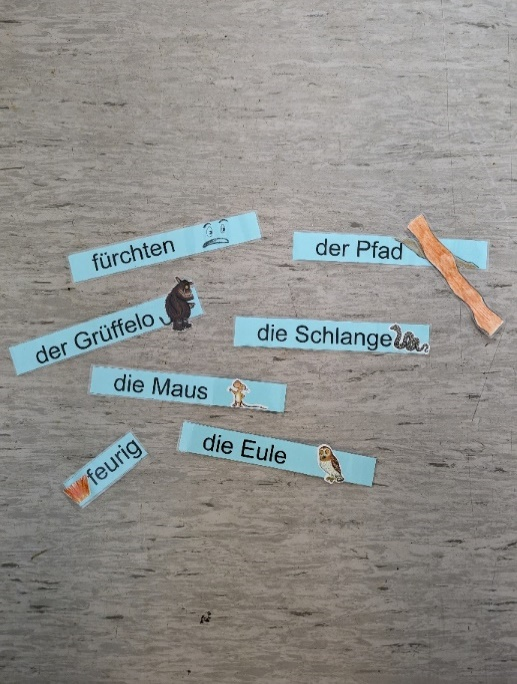 fürchten
der Pfad
der Grüffelo
die Schlange
die Maus
die Eule
feurig